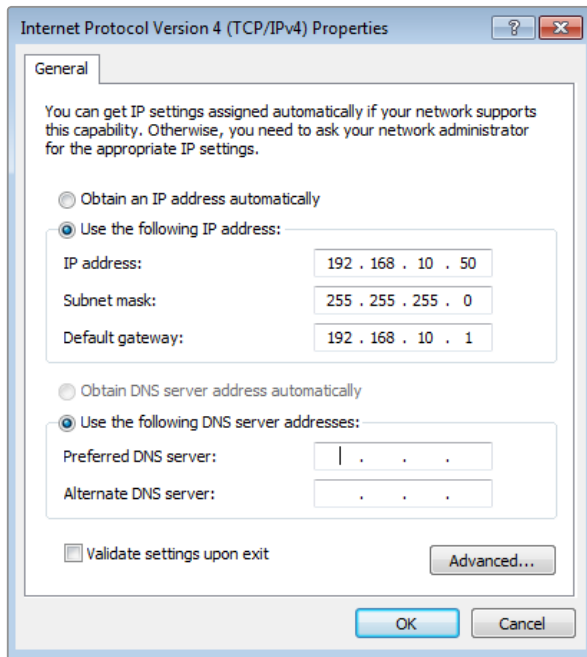 Internet Protocol Version 4 (TCP/IPv4) Properties
General
You can get IP settings assigned automatically if your network supports
this capability. Otherwise, you need to ask your network administrator
for the appropriate IP settings.
Obtain an IP address automatically
Use the following IP address:
IP address: 192 . 168 . 10 . 50
Subnet mask: 255 . 255 . 255 . 0
Default gateway: 192 . 168 . 10 . 1
Obtain DNS server address automatically
Use the following DNS server addresses:
Preferred DNS server: . . .
Alternate DNS server: . . .
Validate settings upon exit
Advanced...
OK Cancel